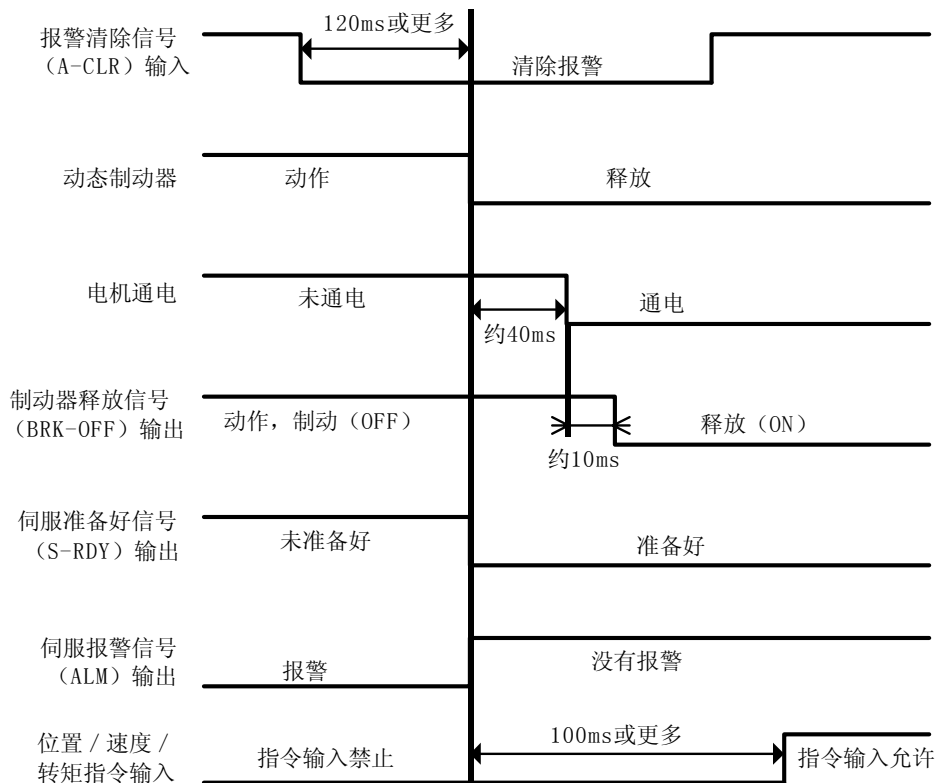 120ms或更多
报警清除信号
（A-CLR）输入
清除报警
动态制动器
动作
释放
电机通电
未通电
通电
约40ms
制动器释放信号
（BRK-OFF）输出
动作，制动（OFF）
释放（ON）
约10ms
伺服准备好信号
（S-RDY）输出
未准备好
准备好
伺服报警信号
（ALM）输出
报警
没有报警
位置／速度／
转矩指令输入
指令输入禁止
100ms或更多
指令输入允许